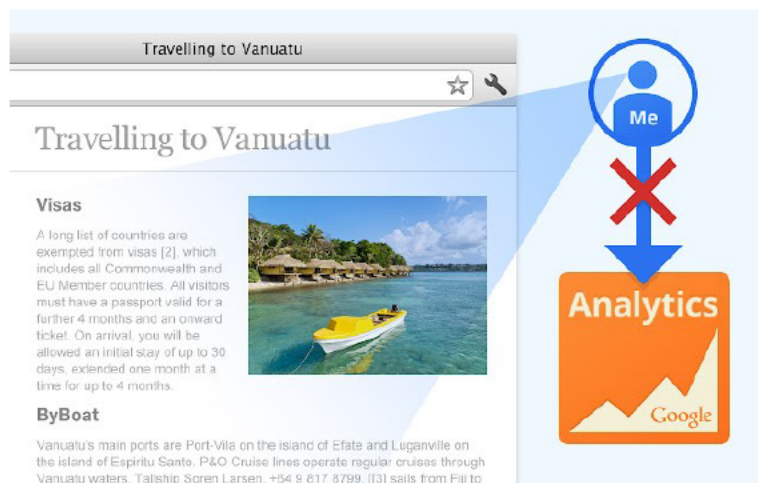 Travelling to Vanuatu
Travelling to Vanuatu
Visas
A long list of countries are
exempted from visas [2], which
includes all Commonwealth and
EU Member countries. All visitors
must have a passport valid for a
further 4 months and an onward
ticket. On arrival, you will be
allowed an initial stay of up to 30
days, extended one month at a
time for up to 4 months.
ByBoat
Vanuatu's main ports are Port-Vila on the island of Efate and Luganville on
the island of Espiritu Santo. P&O Cruise lines operate regular cruises through
Vanuatu waters. Tallship Soren Larsen, +64 9 817 8799, [[3] sails from Fiji to
Me
Analytics
Google